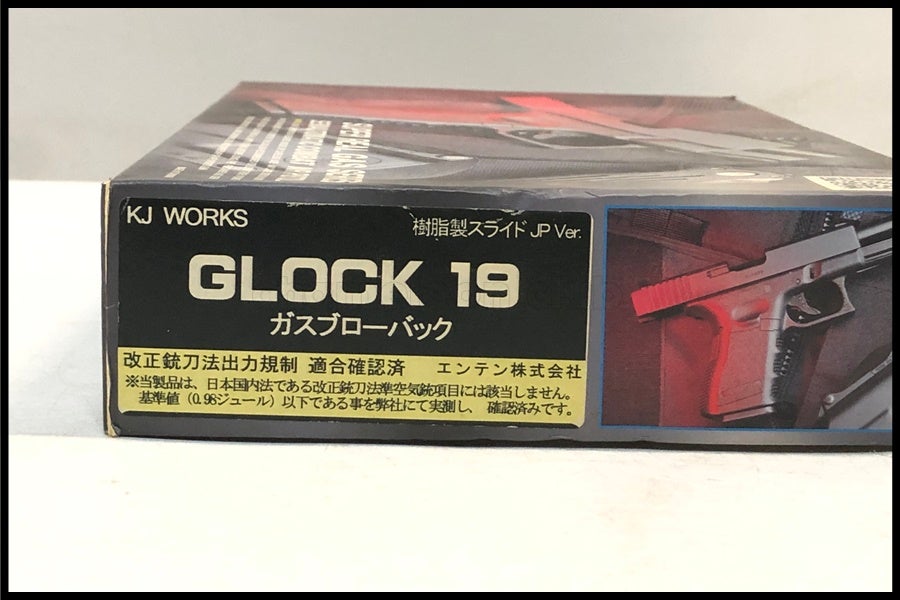 KJ WORKS
樹脂製スライド JP Ver.
GLOCK 19
ガスブローバック
改正銃刀法出力規制 適合確認済 エンテン株式会社
※当製品は、日本国内法である改正銃刀法準空気銃項目には該当しません。
基準値（0.98ジュール）以下である事を弊社にて実測し、確認済みです。